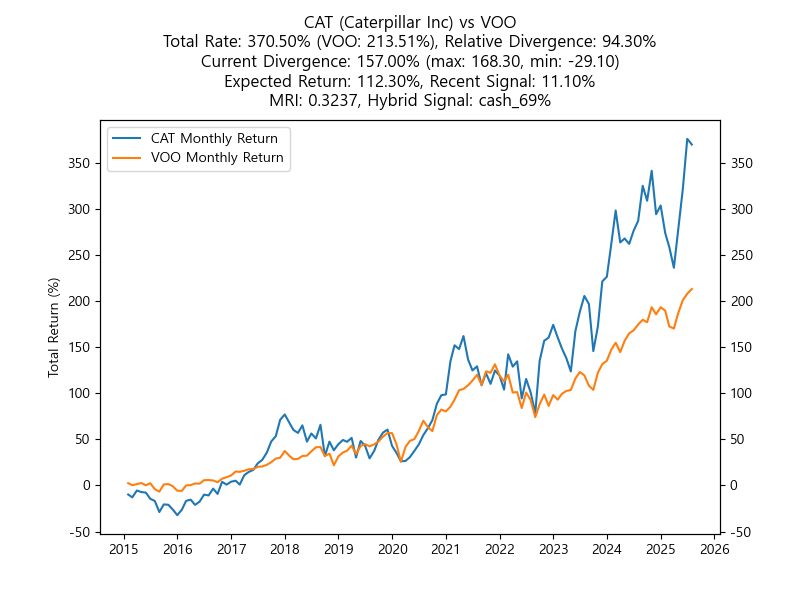 CAT (Caterpillar Inc) vs VOO
Total Rate: 370.50% (VOO: 213.51%), Relative Divergence: 94.30%
Current Divergence: 157.00% (max: 168.30, min: -29.10)
Expected Return: 112.30%, Recent Signal: 11.10%
MRI: 0.3237, Hybrid Signal: cash_69%
CAT Monthly Return
VOO Monthly Return
Total Return (%)
350
300
250
200
150
100
50
0
-50
350
300
250
200
150
100
50
0
-50
2015 2016 2017 2018 2019 2020 2021 2022 2023 2024 2025 2026